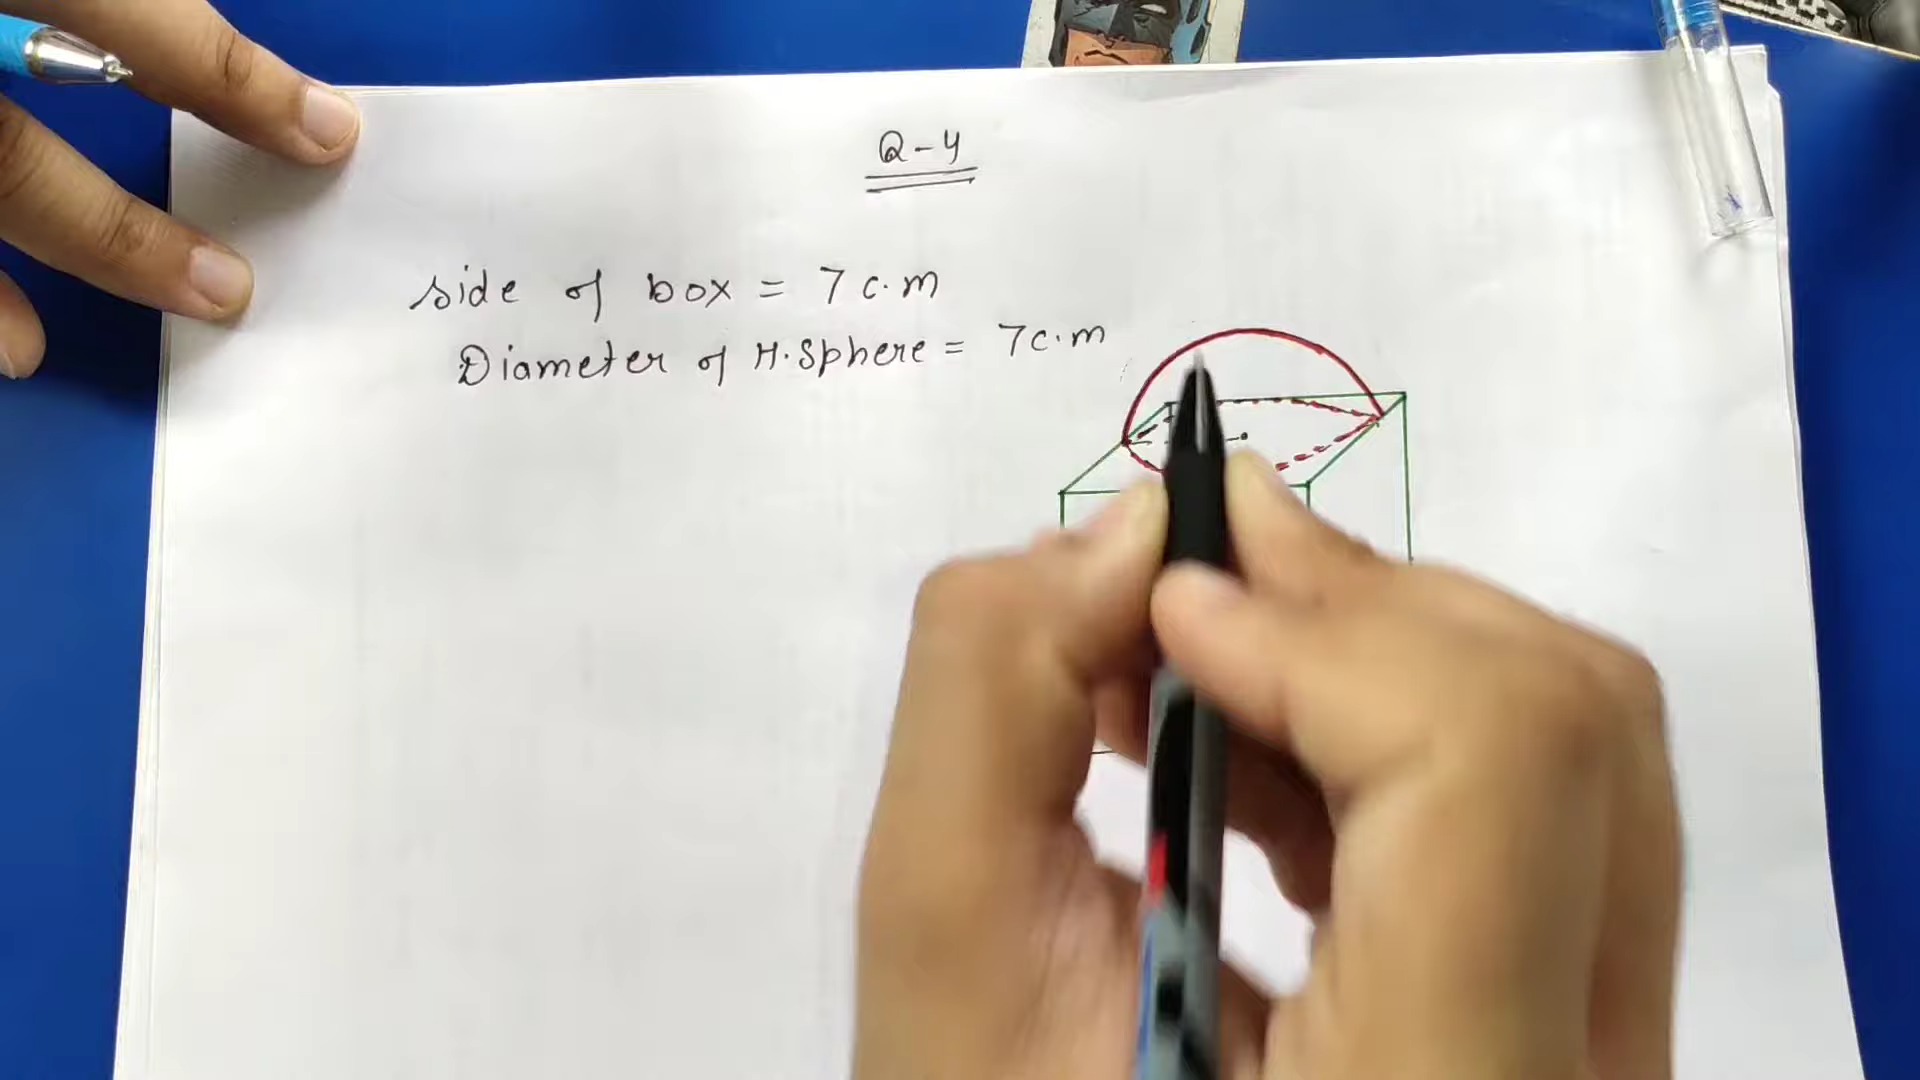 Q-4
side of box = 7 c.m
Diameter of H.Sphere = 7c.m